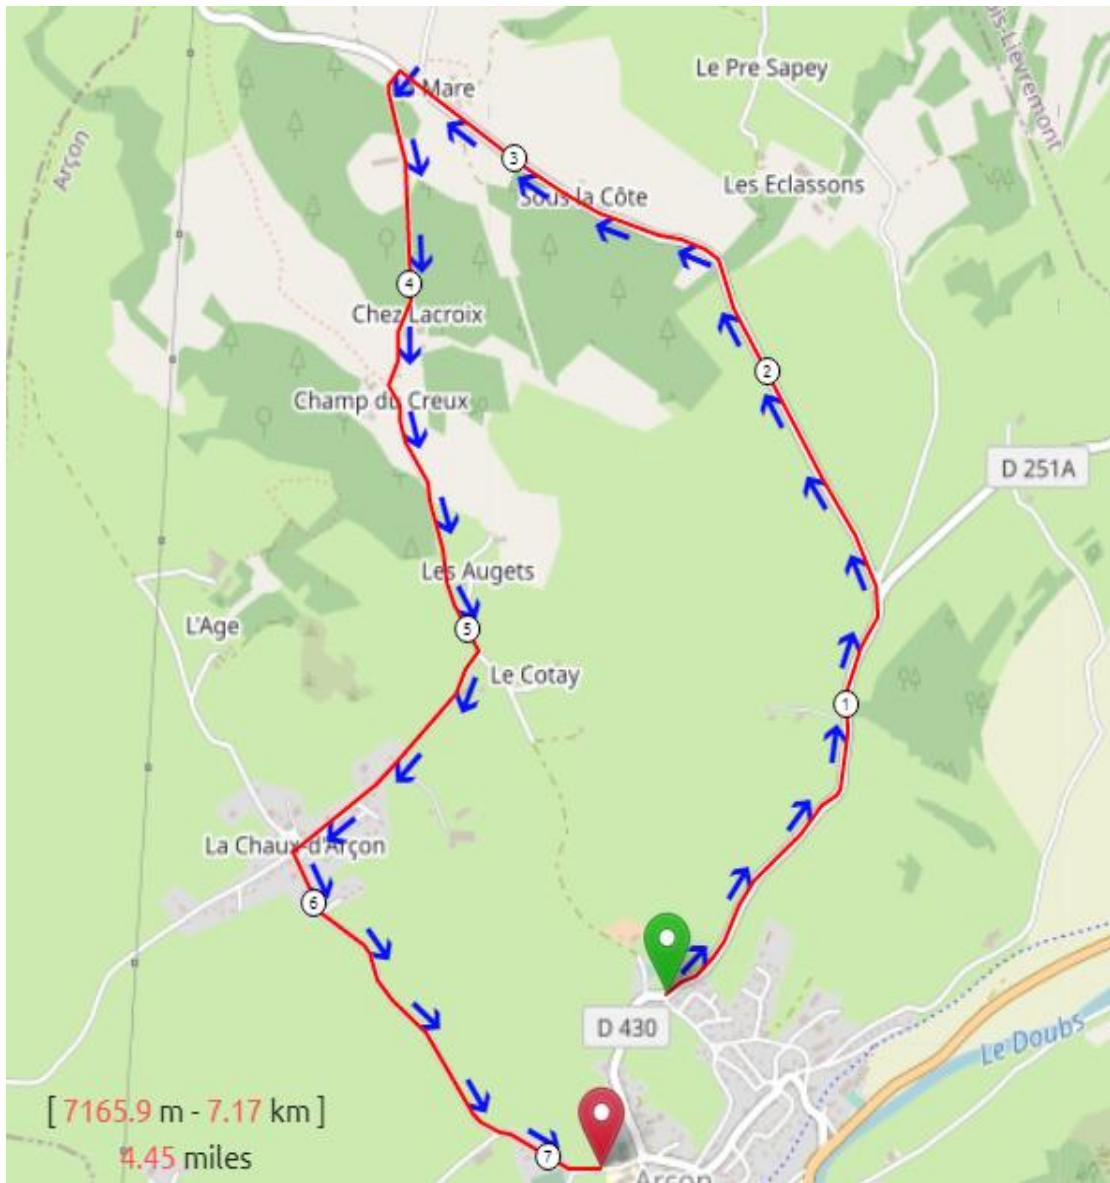 Le Pre Sapey
Mare
Arçon
3
Les Eclassons
Sous la Côte
4
Chez Lacroix
2
Champ du Creux
D 251A
Les Augets
L'Age
5
Le Cotay
1
La Chaux-d'Arçon
6
D 430
Le Doubs
[ 7165.9 m - 7.17 km ]
4.45 miles
7
Arçon